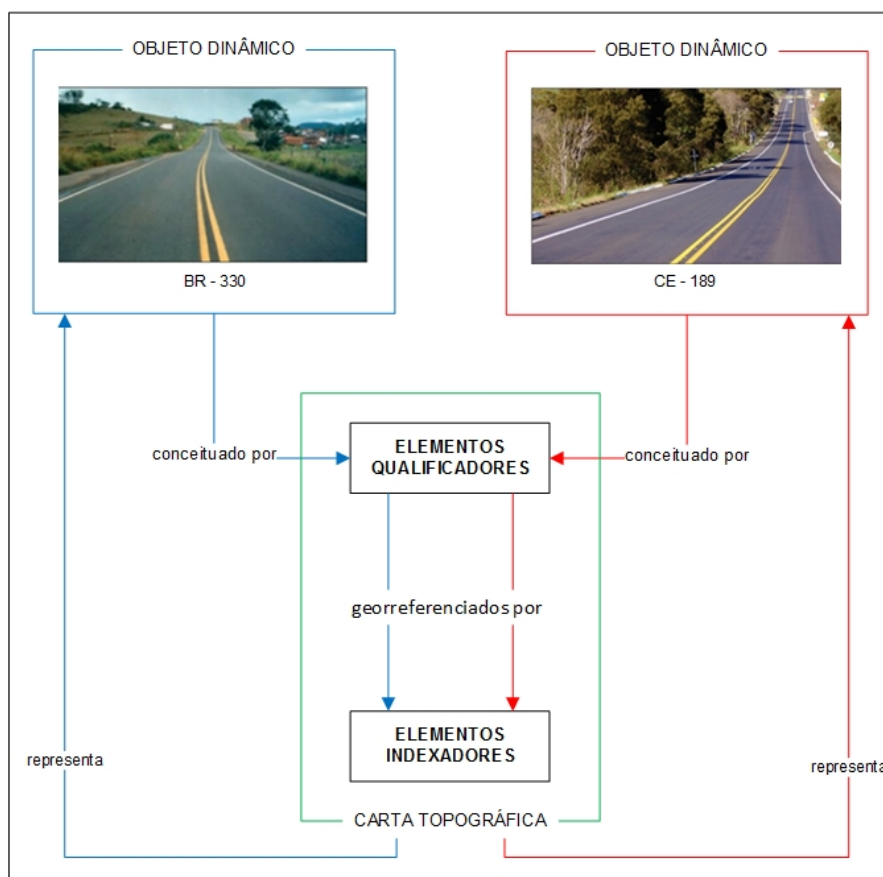 OBJETO DINÂMICO
OBJETO DINÂMICO
BR - 330
CE - 189
ELEMENTOS
QUALIFICADORES
conceituado por
conceituado por
georreferenciados por
ELEMENTOS
INDEXADORES
representa
representa
CARTA TOPOGRÁFICA